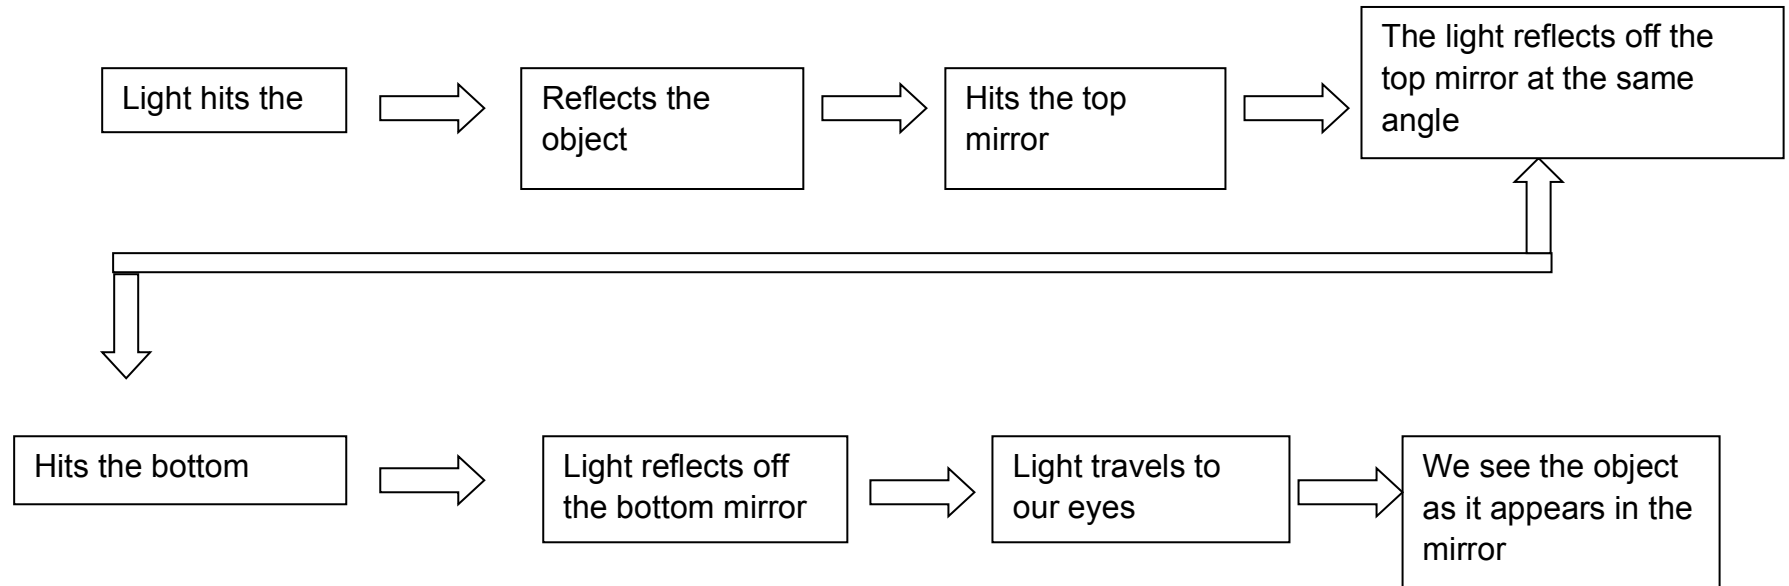 Light hits the
Reflects the
object
Hits the top
mirror
The light reflects off the
top mirror at the same
angle
Hits the bottom
Light reflects off
the bottom mirror
Light travels to
our eyes
We see the object
as it appears in the
mirror